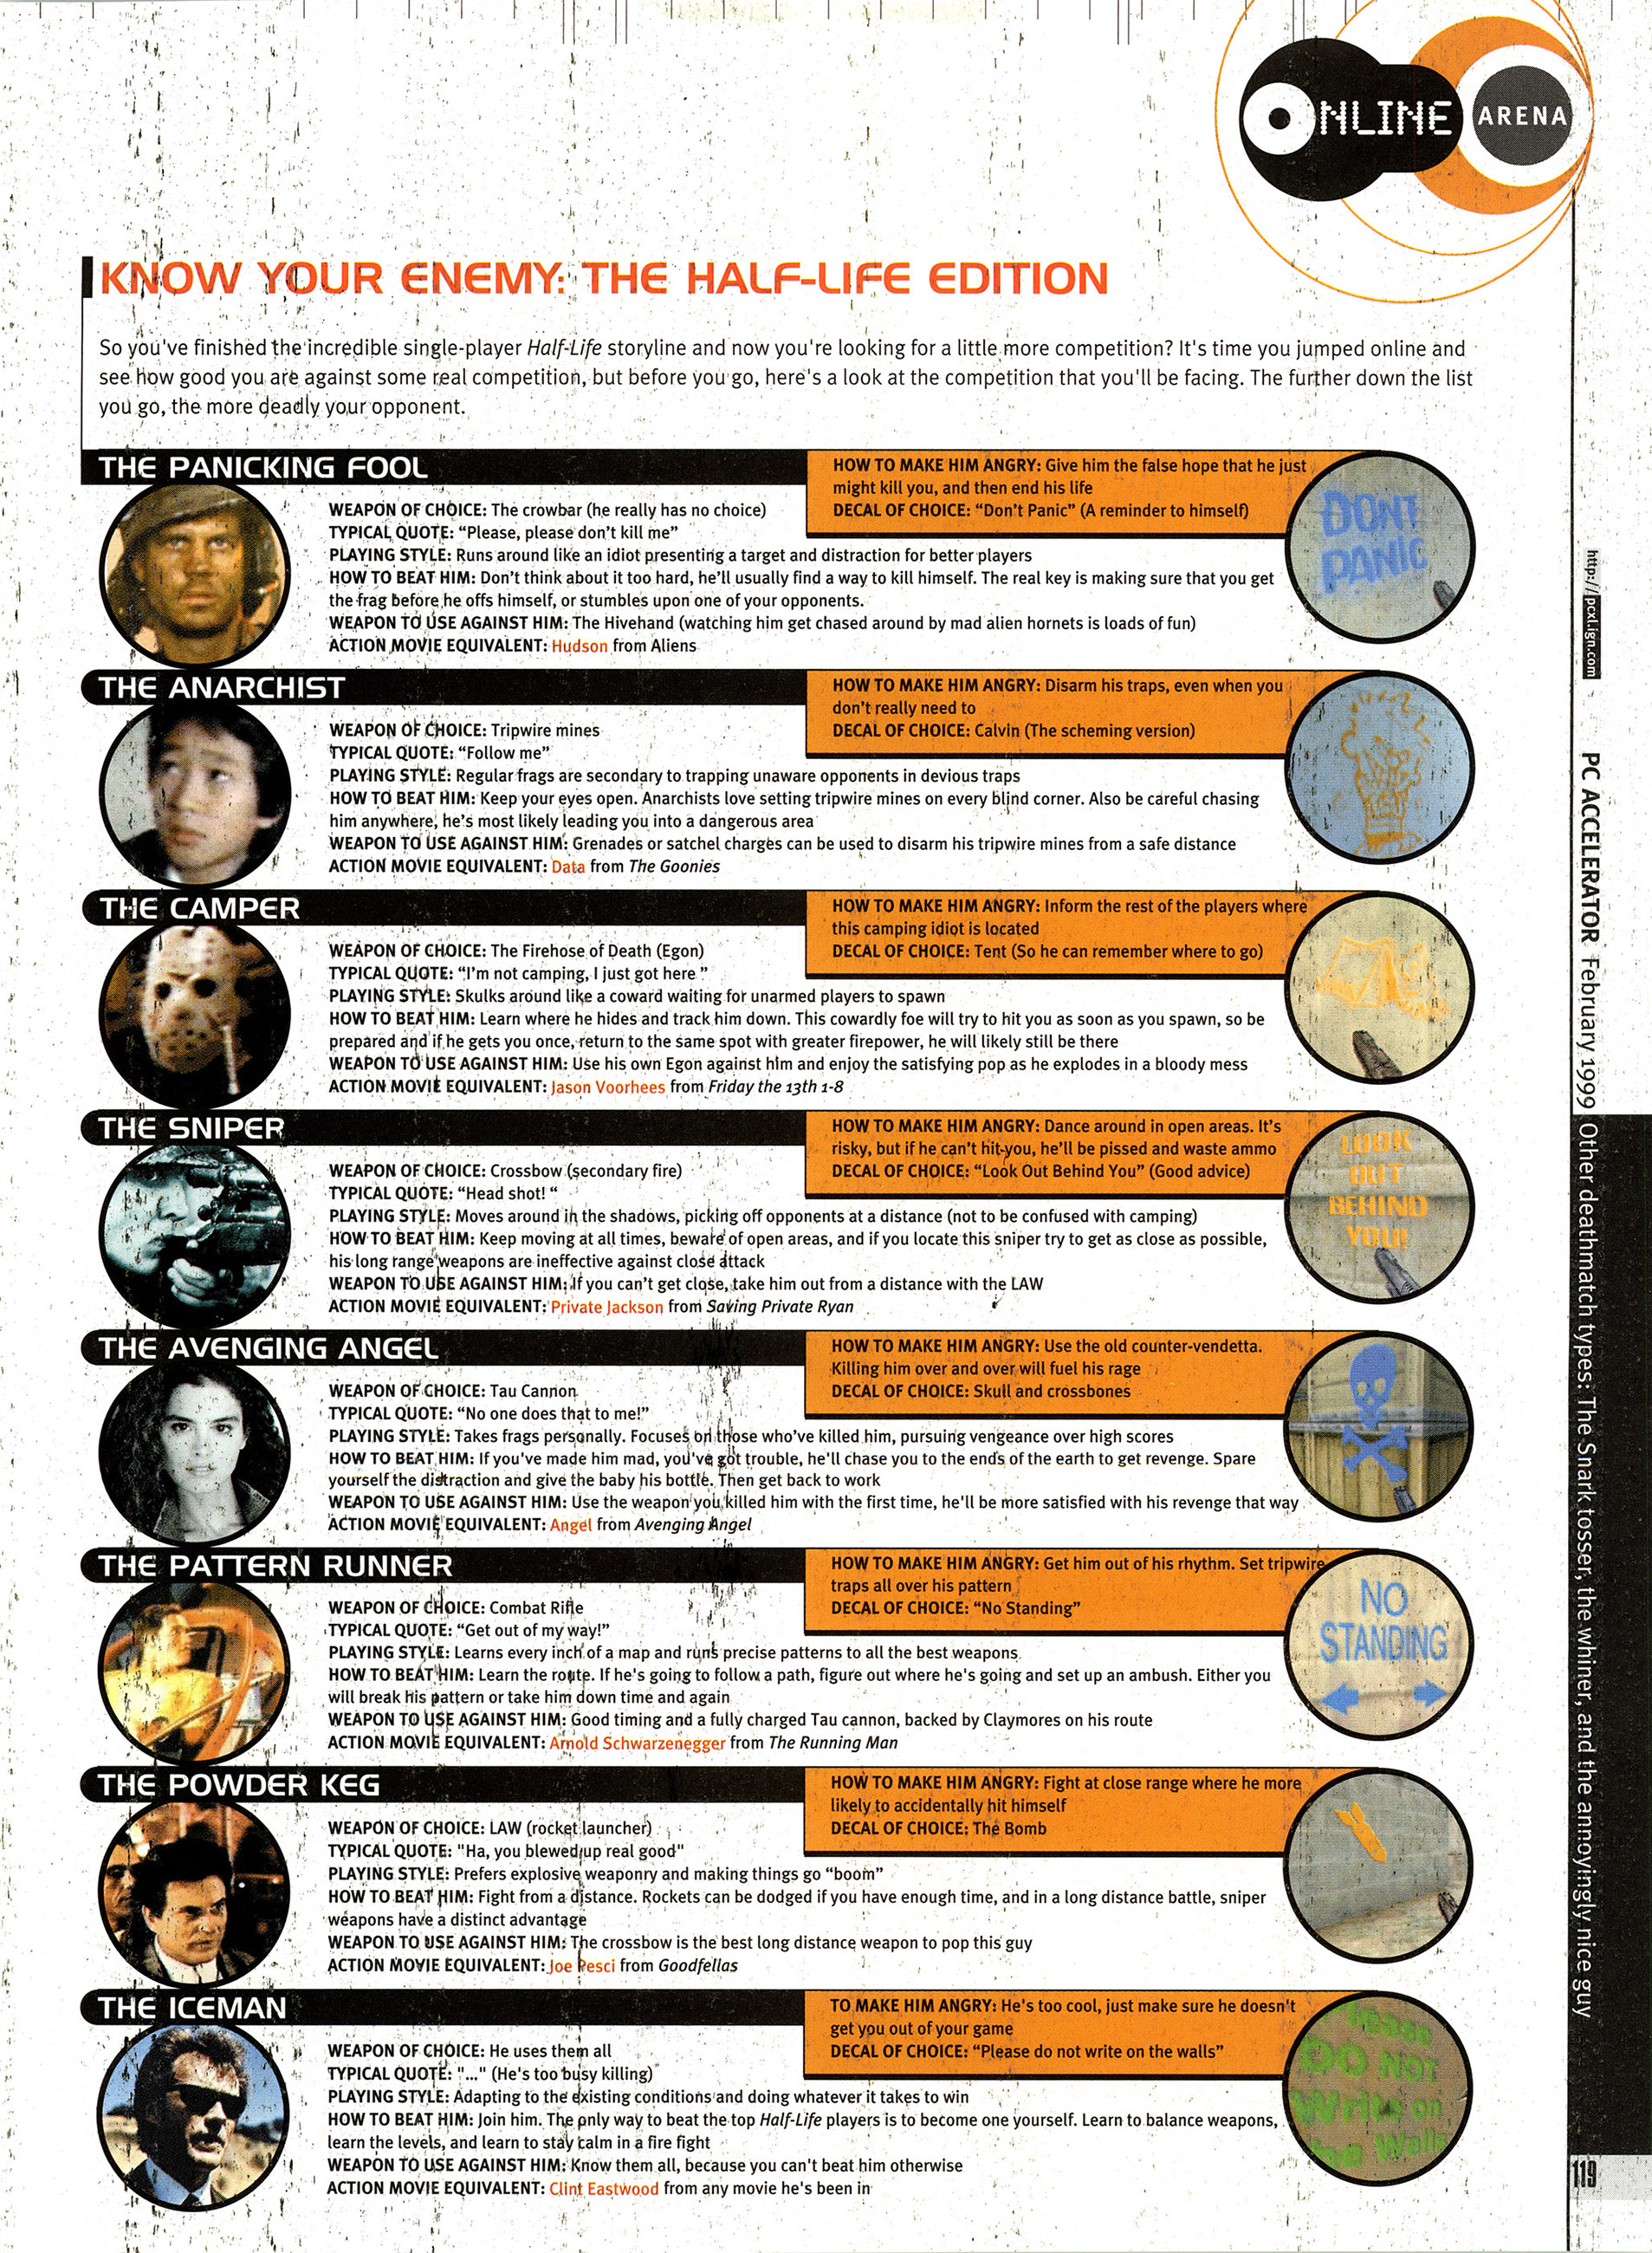 ONLINE ARENA
KNOW YOUR ENEMY: THE HALF-LIFE EDITION
So you've finished the incredible single-player Half-Life storyline and now you're looking for a little more competition? It's time you jumped online and
see how good you are against some real competition, but before you go, here's a look at the competition that you'll be facing. The further down the list
you go, the more deadly your opponent.
THE PANICKING FOOL
HOW TO MAKE HIM ANGRY: Give him the false hope that he just
might kill you, and then end his life
DECAL OF CHOICE: “Don't Panic” (A reminder to himself)
DONT
PANIC
WEAPON OF CHOICE: The crowbar (he really has no choice)
TYPICAL QUOTE: “Please, please don’t kill me”
PLAYING STYLE: Runs around like an idiot presenting a target and distraction for better players
HOW TO BEAT HIM: Don’t think about it too hard, he’ll usually find a way to kill himself. The real key is making sure that you get
the frag before he offs himself, or stumbles upon one of your opponents.
WEAPON TO USE AGAINST HIM: The Hivehand (watching him get chased around by mad alien hornets is loads of fun)
ACTION MOVIE EQUIVALENT: Hudson from Aliens
THE ANARCHIST
HOW TO MAKE HIM ANGRY: Disarm his traps, even when you
don’t really need to
DECAL OF CHOICE: Calvin (The scheming version)
WEAPON OF CHOICE: Tripwire mines
TYPICAL QUOTE: “Follow me”
PLAYING STYLE: Regular frags are secondary to trapping unaware opponents in devious traps
HOW TO BEAT HIM: Keep your eyes open. Anarchists love setting tripwire mines on every blind corner. Also be careful chasing
him anywhere, he’s most likely leading you into a dangerous area
WEAPON TO USE AGAINST HIM: Grenades or satchel charges can be used to disarm his tripwire mines from a safe distance
ACTION MOVIE EQUIVALENT: Data from The Goonies
THE CAMPER
HOW TO MAKE HIM ANGRY: Inform the rest of the players where
this camping idiot is located
DECAL OF CHOICE: Tent (So he can remember where to go)
WEAPON OF CHOICE: The Firehose of Death (Egon)
TYPICAL QUOTE: “I’m not camping, I just got here ”
PLAYING STYLE: Skulks around like a coward waiting for unarmed players to spawn
HOW TO BEAT HIM: Learn where he hides and track him down. This cowardly foe will try to hit you as soon as you spawn, so be
prepared and if he gets you once, return to the same spot with greater firepower, he will likely still be there
WEAPON TO USE AGAINST HIM: Use his own Egon against him and enjoy the satisfying pop as he explodes in a bloody mess
ACTION MOVIE EQUIVALENT: Jason Voorhees from Friday the 13th 1-8
THE SNIPER
HOW TO MAKE HIM ANGRY: Dance around in open areas. It’s
risky, but if he can’t hit you, he’ll be pissed and waste ammo
DECAL OF CHOICE: “Look Out Behind You” (Good advice)
LOOK
OUT
BEHIND
YOU!
WEAPON OF CHOICE: Crossbow (secondary fire)
TYPICAL QUOTE: “Head shot! “
PLAYING STYLE: Moves around in the shadows, picking off opponents at a distance (not to be confused with camping)
HOW TO BEAT HIM: Keep moving at all times, beware of open areas, and if you locate this sniper try to get as close as possible,
his long range weapons are ineffective against close attack
WEAPON TO USE AGAINST HIM: If you can’t get close, take him out from a distance with the LAW
ACTION MOVIE EQUIVALENT: Private Jackson from Saving Private Ryan
THE AVENGING ANGEL
HOW TO MAKE HIM ANGRY: Use the old counter-vendetta.
Killing him over and over will fuel his rage
DECAL OF CHOICE: Skull and crossbones
WEAPON OF CHOICE: Tau Cannon
TYPICAL QUOTE: “No one does that to me!”
PLAYING STYLE: Takes frags personally. Focuses on those who’ve killed him, pursuing vengeance over high scores
HOW TO BEAT HIM: If you've made him mad, you've got trouble, he'll chase you to the ends of the earth to get revenge. Spare
yourself the distraction and give the baby his bottle. Then get back to work
WEAPON TO USE AGAINST HIM: Use the weapon you killed him with the first time, he'll be more satisfied with his revenge that way
ACTION MOVIE EQUIVALENT: Angel from Avenging Angel
THE PATTERN RUNNER
HOW TO MAKE HIM ANGRY: Get him out of his rhythm. Set tripwire
traps all over his pattern
DECAL OF CHOICE: “No Standing”
NO
STANDING
WEAPON OF CHOICE: Combat Rifle
TYPICAL QUOTE: “Get out of my way!”
PLAYING STYLE: Learns every inch of a map and runs precise patterns to all the best weapons
HOW TO BEAT HIM: Learn the route. If he's going to follow a path, figure out where he's going and set up an ambush. Either you
will break his pattern or take him down time and again
WEAPON TO USE AGAINST HIM: Good timing and a fully charged Tau cannon, backed by Claymores on his route
ACTION MOVIE EQUIVALENT: Arnold Schwarzenegger from The Running Man
THE POWDER KEG
HOW TO MAKE HIM ANGRY: Fight at close range where he more
likely to accidentally hit himself
DECAL OF CHOICE: The Bomb
WEAPON OF CHOICE: LAW (rocket launcher)
TYPICAL QUOTE: "Ha, you blewed up real good"
PLAYING STYLE: Prefers explosive weaponry and making things go “boom”
HOW TO BEAT HIM: Fight from a distance. Rockets can be dodged if you have enough time, and in a long distance battle, sniper
weapons have a distinct advantage
WEAPON TO USE AGAINST HIM: The crossbow is the best long distance weapon to pop this guy
ACTION MOVIE EQUIVALENT: Joe Pesci from Goodfellas
THE ICEMAN
TO MAKE HIM ANGRY: He's too cool, just make sure he doesn't
get you out of your game
DECAL OF CHOICE: “Please do not write on the walls”
lease
DO NOT
Write on
he Walls
WEAPON OF CHOICE: He uses them all
TYPICAL QUOTE: "..." (He's too busy killing)
PLAYING STYLE: Adapting to the existing conditions and doing whatever it takes to win
HOW TO BEAT HIM: Join him. The only way to beat the top Half-Life players is to become one yourself. Learn to balance weapons,
learn the levels, and learn to stay calm in a fire fight
WEAPON TO USE AGAINST HIM: Know them all, because you can't beat him otherwise
ACTION MOVIE EQUIVALENT: Clint Eastwood from any movie he's been in
http://pcxl.ign.com PC ACCELERATOR February 1999 Other deathmatch types: The Snark tosser, the whiner, and the annoyingly nice guy
119